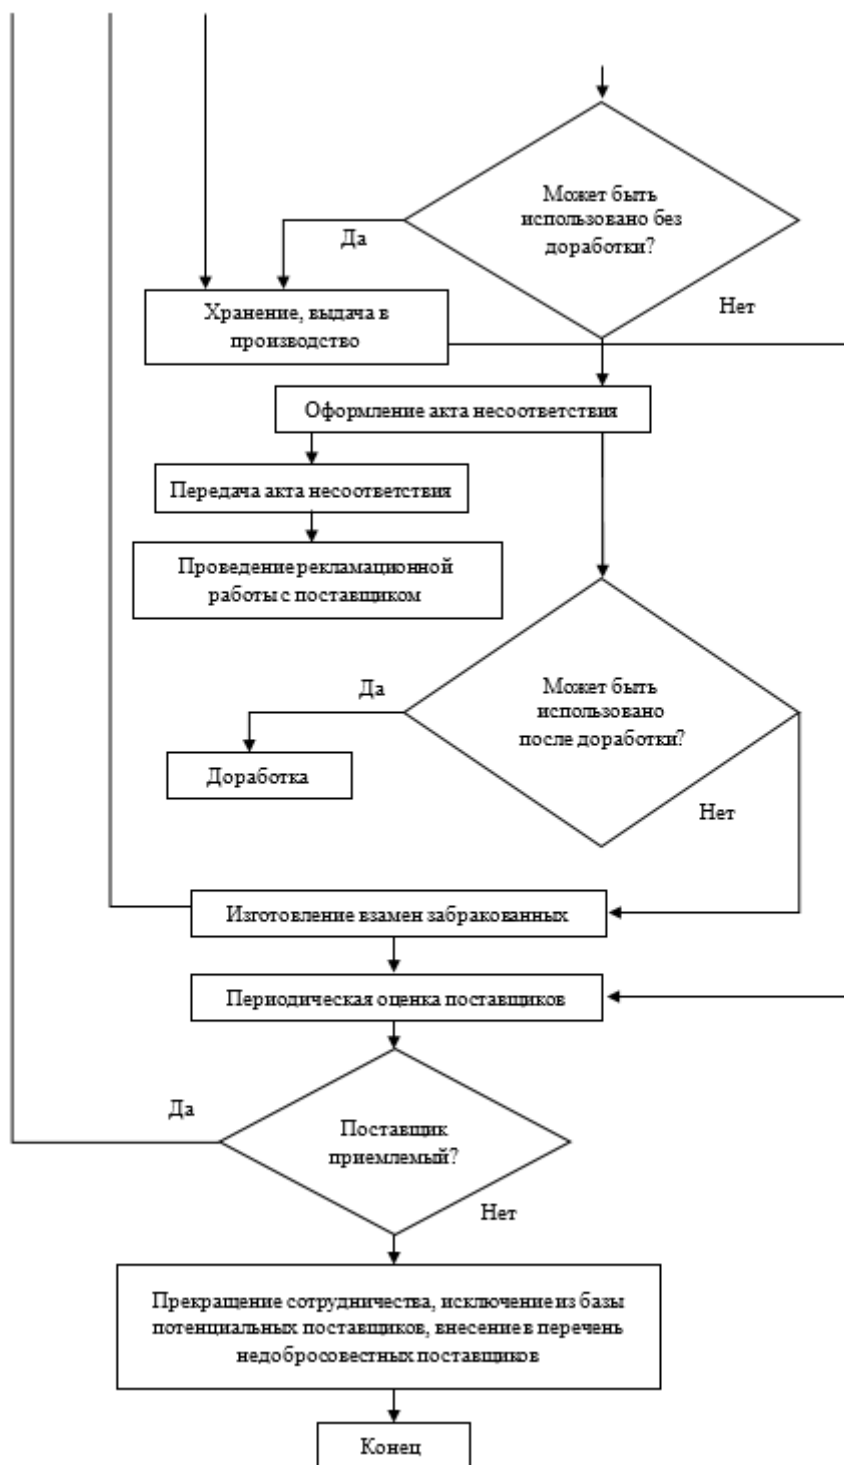 Может быть
использовано без
доработки?
Да
Нет
Хранение, выдача в
производство
Оформление акта несоответствия
Передача акта несоответствия
Проведение рекламационной
работы с поставщиком
Может быть
использовано
после доработки?
Да
Доработка
Нет
Изготовление взамен забракованных
Периодическая оценка поставщиков
Да
Поставщик
приемлемый?
Нет
Прекращение сотрудничества, исключение из базы
потенциальных поставщиков, внесение в перечень
недобросовестных поставщиков
Конец